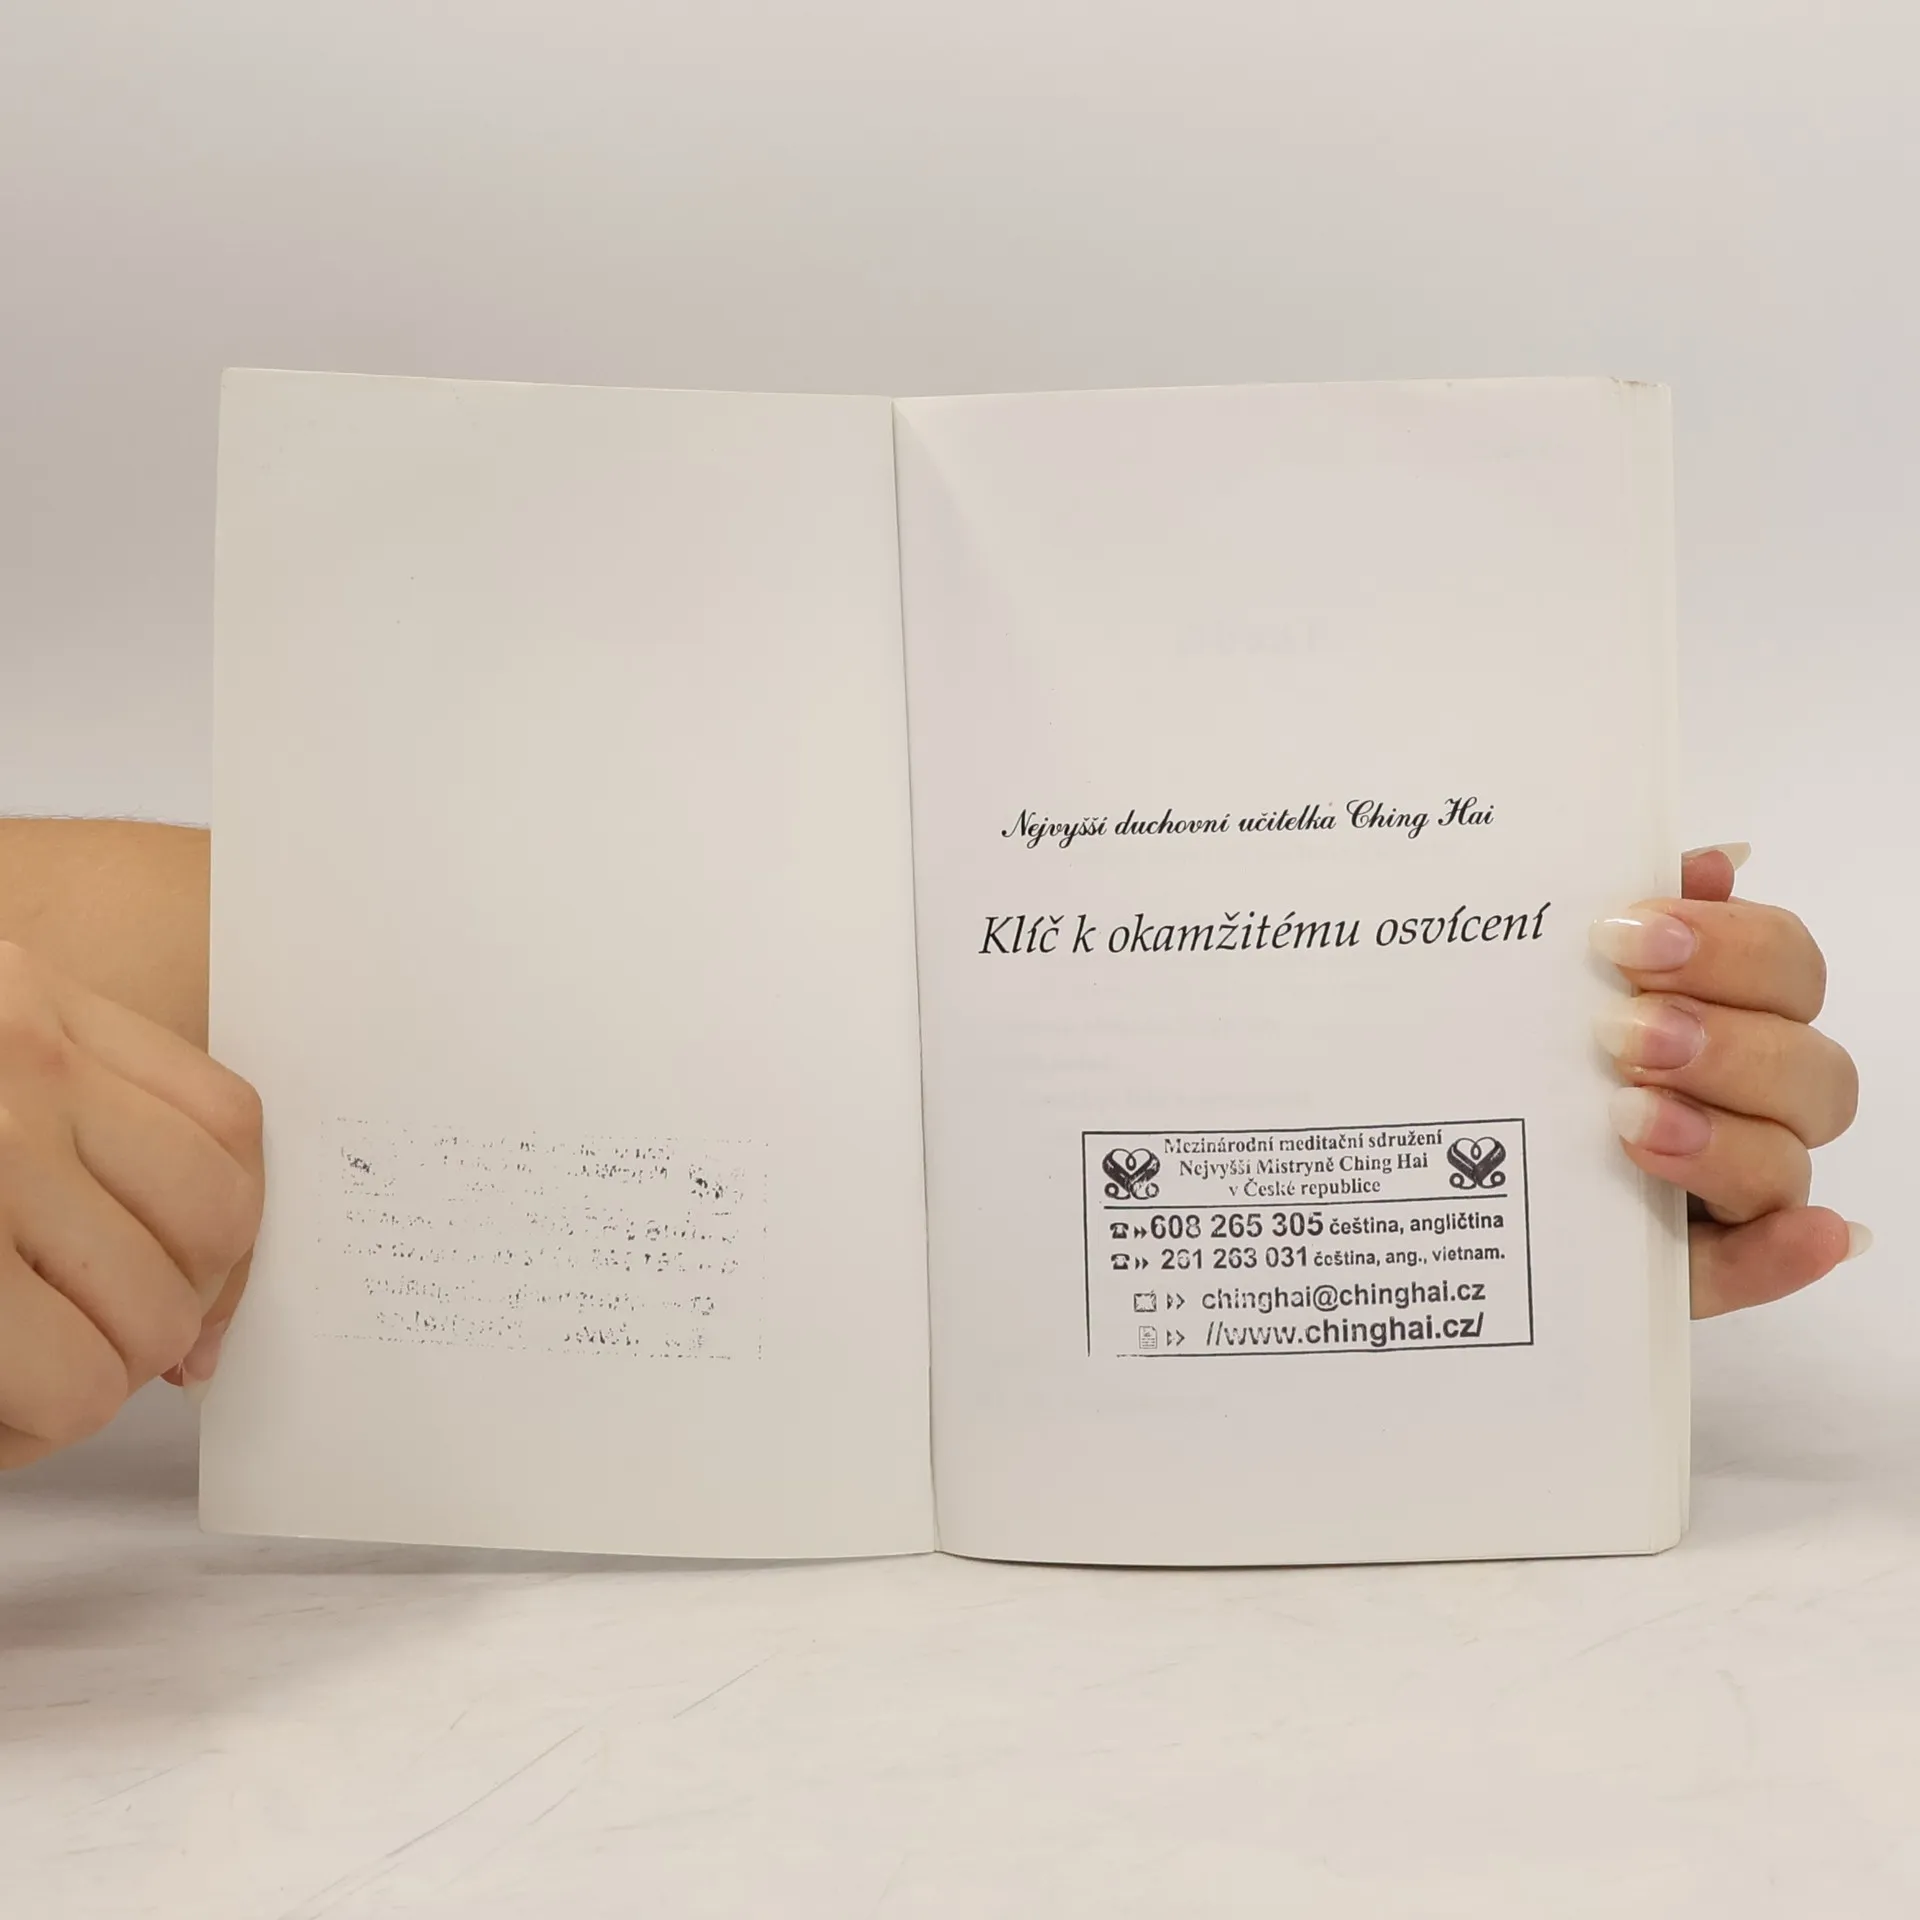 Nejvyšší duchovní učitelka Ching Hai
Klíč k okamžitému osvícení
Mezinárodní meditační sdružení
Nejvyšší Mistryně Ching Hai
v České republice
608 265 305 čeština, angličtina
261 263 031 čeština, ang., vietnam.
chinghai@chinghai.cz
//www.chinghai.cz/